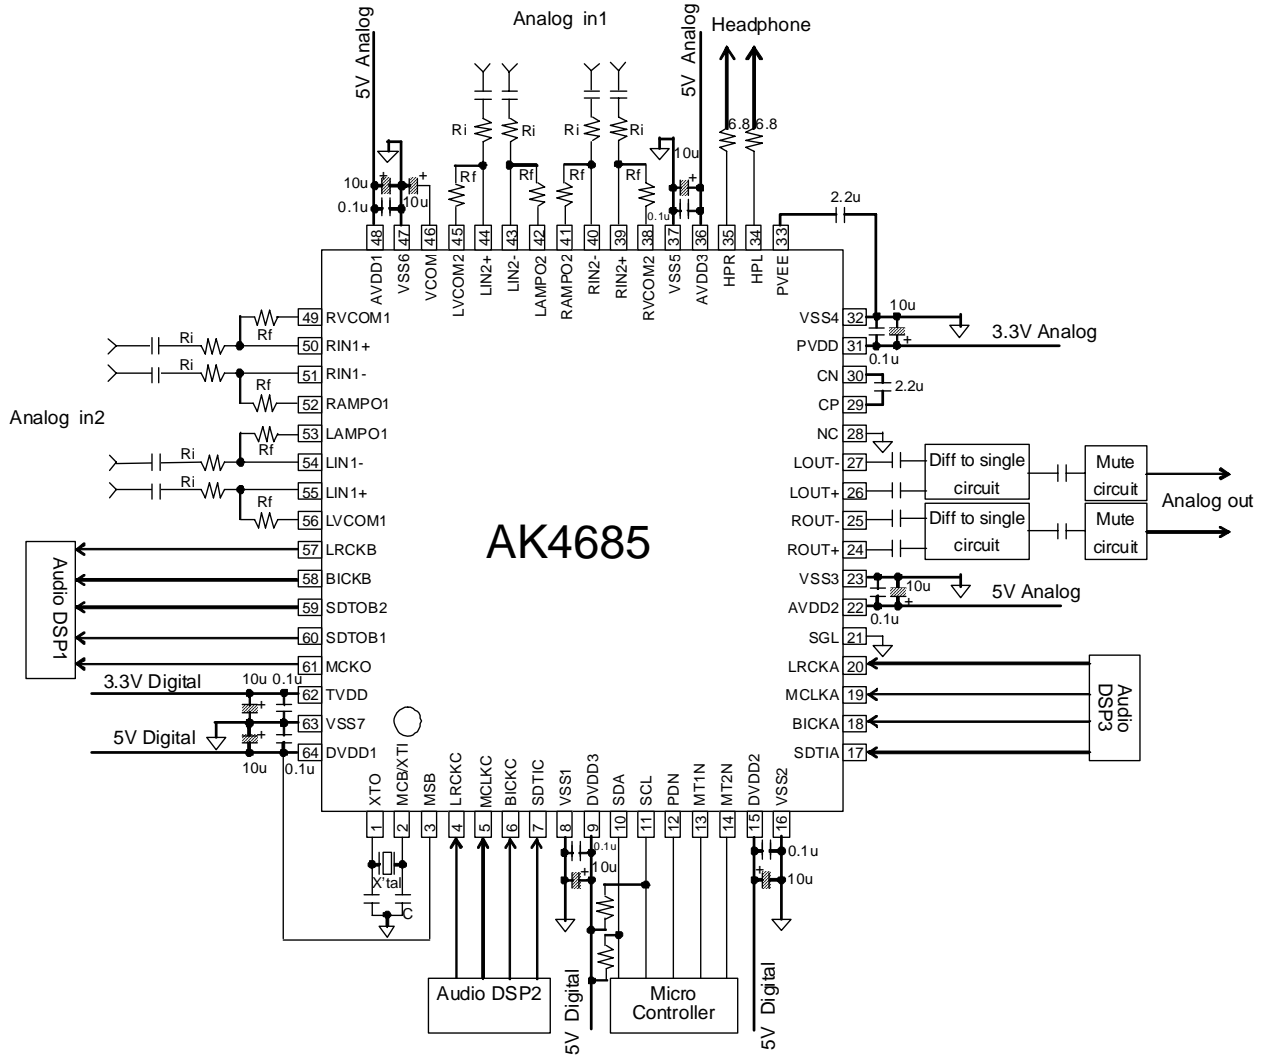 Analog in1
5V Analog
5V Analog
Headphone
6.8
6.8
Ri
Ri
Ri
Ri
Rf
Rf
Rf
Rf
10u
10u
0.1u
10u
0.1u
2.2u
48
47
46
45
44
43
42
41
40
39
38
37
36
35
34
33
AVDD1
VSS6
VCOM
LVCOM2
LIN2+
LIN2-
LAMPO2
RAMPO2
RIN2-
RIN2+
RVCOM2
VSS5
AVDD3
HPR
HPL
PVEE
49
RVCOM1
Rf
Ri
50
RIN1+
Ri
51
RIN1-
Rf
52
RAMPO1
Analog in2
53
LAMPO1
Rf
Ri
54
LIN1-
Ri
55
LIN1+
Rf
56
LVCOM1
57
LRCKB
58
BICKB
59
SDTOB2
60
SDTOB1
61
MCKO
Audio DSP1
3.3V Digital
10u
0.1u
62
TVDD
63
VSS7
5V Digital
64
DVDD1
10u
0.1u
AK4685
VSS4
32
10u
3.3V Analog
PVDD
31
0.1u
CN
30
2.2u
CP
29
NC
28
LOUT-
27
LOUT+
26
Diff to single
circuit
Mute
circuit
Analog out
ROUT-
25
ROUT+
24
Diff to single
circuit
Mute
circuit
VSS3
23
10u
5V Analog
AVDD2
22
0.1u
SGL
21
LRCKA
20
MCLKA
19
BICKA
18
SDTIA
17
Audio
DSP3
XTO
MCB/XTI
MSB
LRCKC
MCLKC
BICKC
SDTIC
VSS1
DVDD3
SDA
SCL
PDN
MT1N
MT2N
DVDD2
VSS2
1
2
3
4
5
6
7
8
9
10
11
12
13
14
15
16
X'tal
C
0.1u
10u
0.1u
10u
Audio DSP2
5V Digital
Micro
Controller
5V Digital